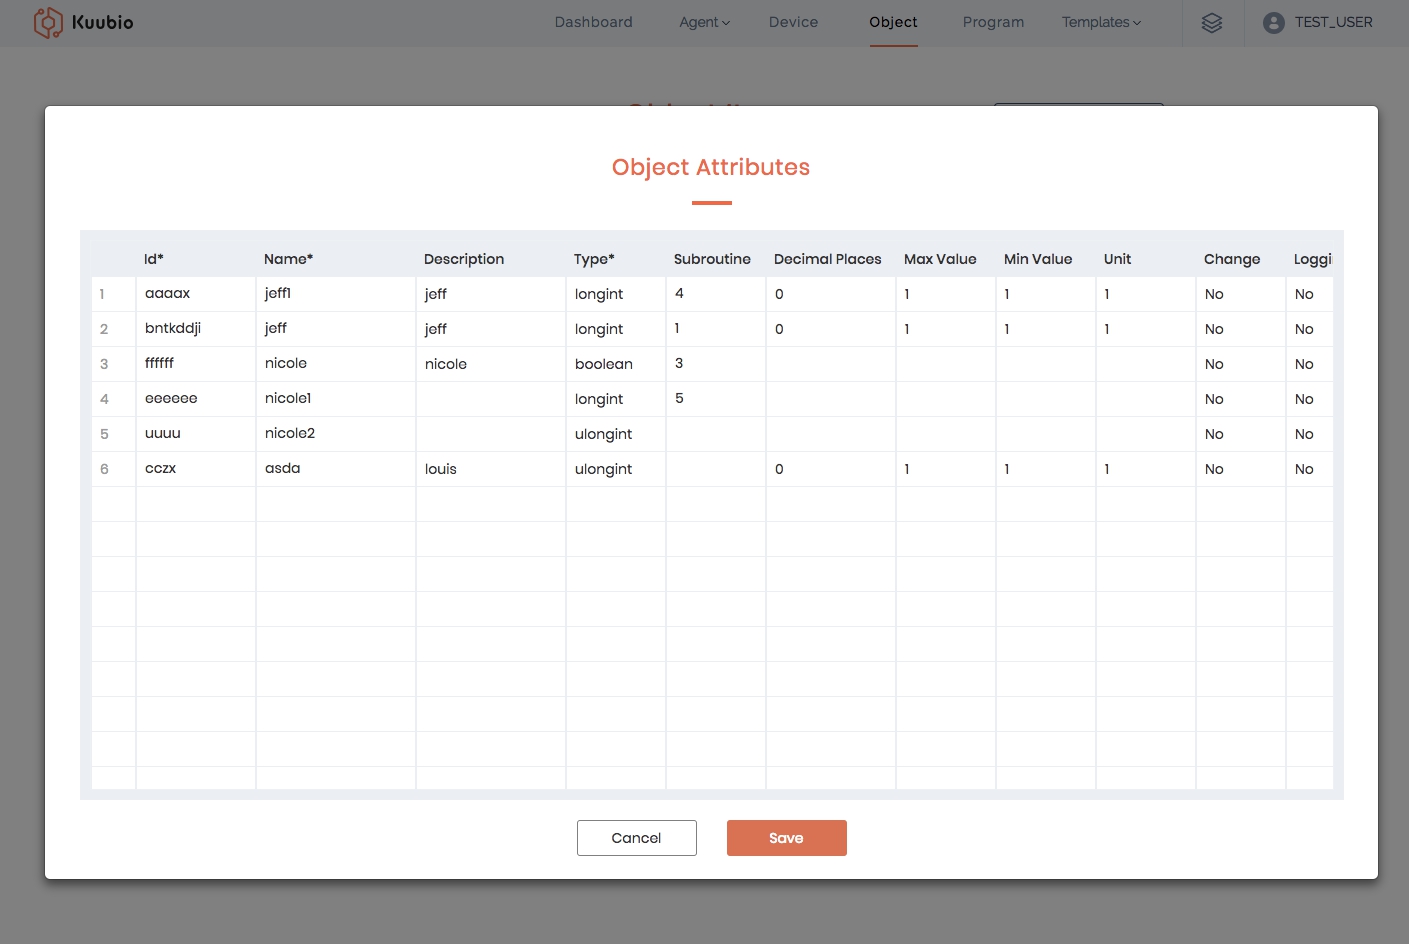 Kuubio Dashboard Agent Device Object Program Templates TEST_USER
Object Attributes
Id* Name* Description Type* Subroutine Decimal Places Max Value Min Value Unit Change
1 aaaax jeff1 jeff longint 4 0 1 1 1 No No
2 bntkddji jeff jeff longint 1 0 1 1 1 No No
3 ffffff nicole nicole boolean 3 No No
4 eeeeee nicole1 longint 5 No No
5 uuuu nicole2 ulongint No No
6 cczx asda louis ulongint 0 1 1 1 No No
Cancel Save